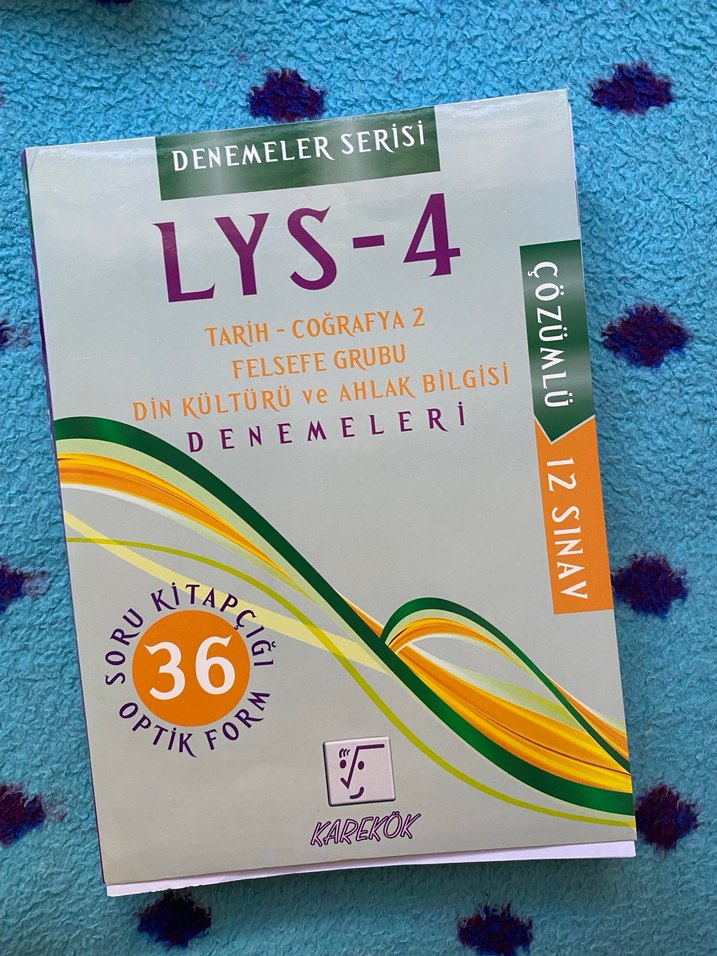 DENEMELER SERİSİ
LYS-4
TARİH - COĞRAFYA 2
FELSEFE GRUBU
DİN KÜLTÜRÜ ve AHLAK BİLGİSİ
DENEMELERİ
ÇÖZÜMLÜ
12 SINAV
SORU KİTAPÇIĞI
36
OPTİK FORM
KAREKÖK